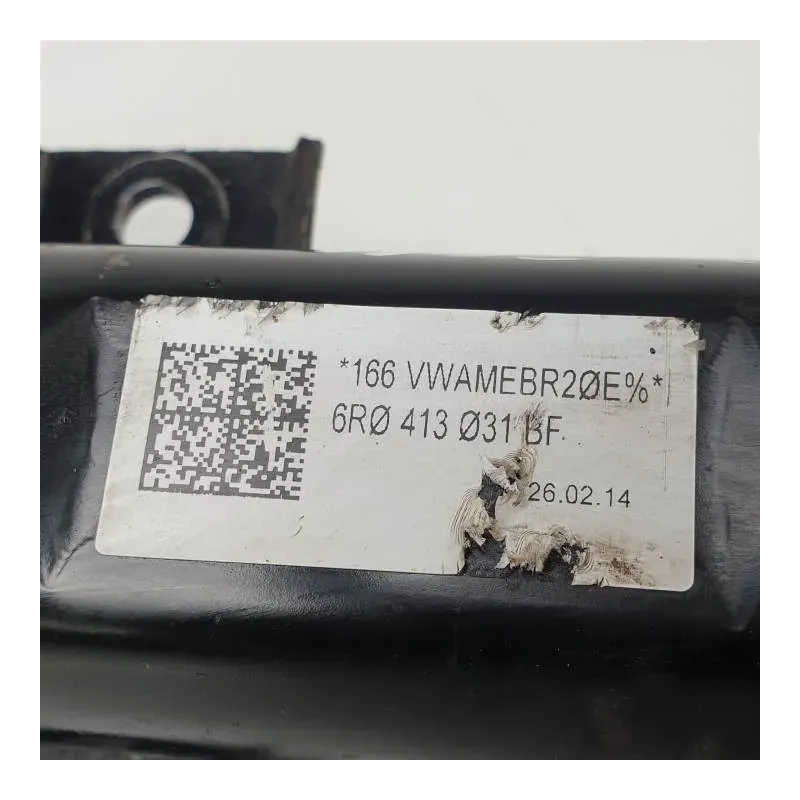 *166 VWAMEBR2ØE%*
6RØ 413 Ø31 BF
26.02.14